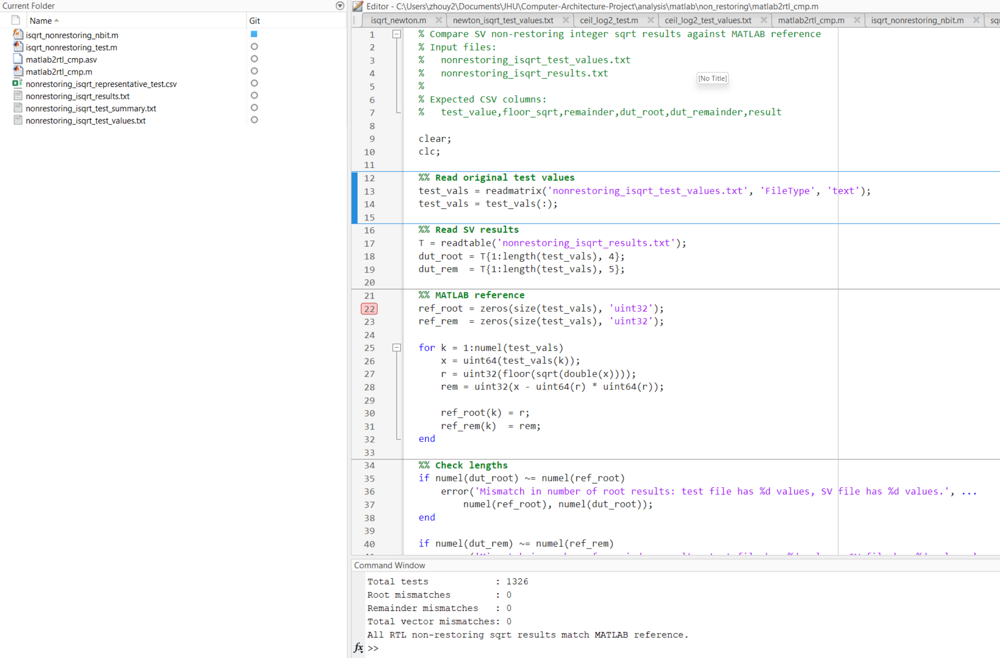 Current Folder
Name Git
isqrt_nonrestoring_nbit.m
isqrt_nonrestoring_test.m
matlab2rtl_cmp.asv
matlab2rtl_cmp.m
nonrestoring_isqrt_representative_test.csv
nonrestoring_isqrt_results.txt
nonrestoring_isqrt_test_summary.txt
nonrestoring_isqrt_test_values.txt
Editor - C:\Users\zhouy2\Documents\JHU\Computer-Architecture-Project\analysis\matlab\non_restoring\matlab2rtl_cmp.m
isqrt_newton.m newton_isqrt_test_values.txt ceil_log2_test.m ceil_log2_test_values.txt matlab2rtl_cmp.m isqrt_nonrestoring_nbit.m sqr
1 % Compare SV non-restoring integer sqrt results against MATLAB reference
2 % Input files:
3 %   nonrestoring_isqrt_test_values.txt
4 %   nonrestoring_isqrt_results.txt
[No Title]
5 %
6 % Expected CSV columns:
7 %   test_value,floor_sqrt,remainder,dut_root,dut_remainder,result
8
9 clear;
10 clc;
11
12 %% Read original test values
13 test_vals = readmatrix('nonrestoring_isqrt_test_values.txt', 'FileType', 'text');
14 test_vals = test_vals(:);
15
16 %% Read SV results
17 T = readtable('nonrestoring_isqrt_results.txt');
18 dut_root = T{1:length(test_vals), 4};
19 dut_rem  = T{1:length(test_vals), 5};
20
21 %% MATLAB reference
22 ref_root = zeros(size(test_vals), 'uint32');
23 ref_rem  = zeros(size(test_vals), 'uint32');
24
25 for k = 1:numel(test_vals)
26     x = uint64(test_vals(k));
27     r = uint32(floor(sqrt(double(x))));
28     rem = uint32(x - uint64(r) * uint64(r));
29
30     ref_root(k) = r;
31     ref_rem(k)  = rem;
32 end
33
34 %% Check lengths
35 if numel(dut_root) ~= numel(ref_root)
36     error('Mismatch in number of root results: test file has %d values, SV file has %d values.', ...
37         numel(ref_root), numel(dut_root));
38 end
39
40 if numel(dut_rem) ~= numel(ref_rem)
Command Window
Total tests            : 1326
Root mismatches        : 0
Remainder mismatches   : 0
Total vector mismatches: 0
All RTL non-restoring sqrt results match MATLAB reference.
fx >>